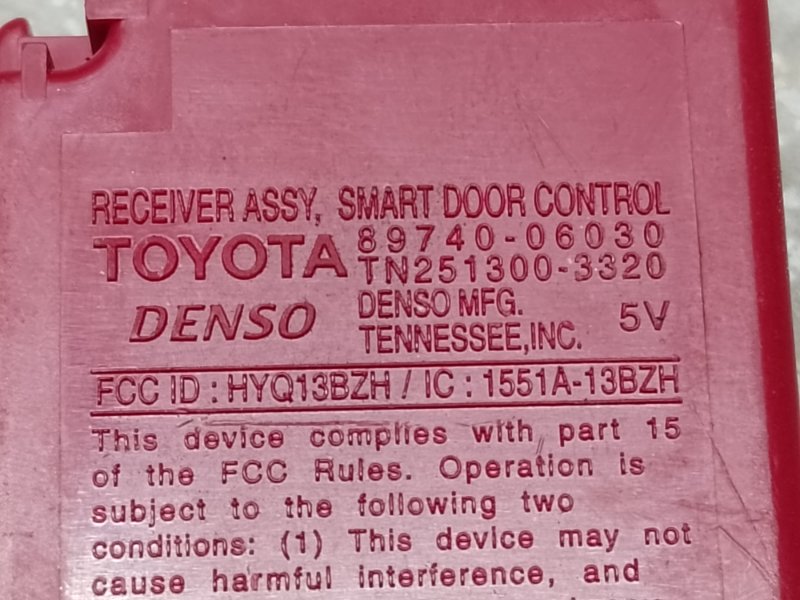 RECEIVER ASSY, SMART DOOR CONTROL
TOYOTA 89740-06030
TN251300-3320
DENSO DENSO MFG.
TENNESSEE,INC. 5V
FCC ID : HYQ13BZH / IC : 1551A-13BZH
This device complies with part 15
of the FCC Rules. Operation is
subject to the following two
conditions: (1) This device may not
cause harmful interference, and